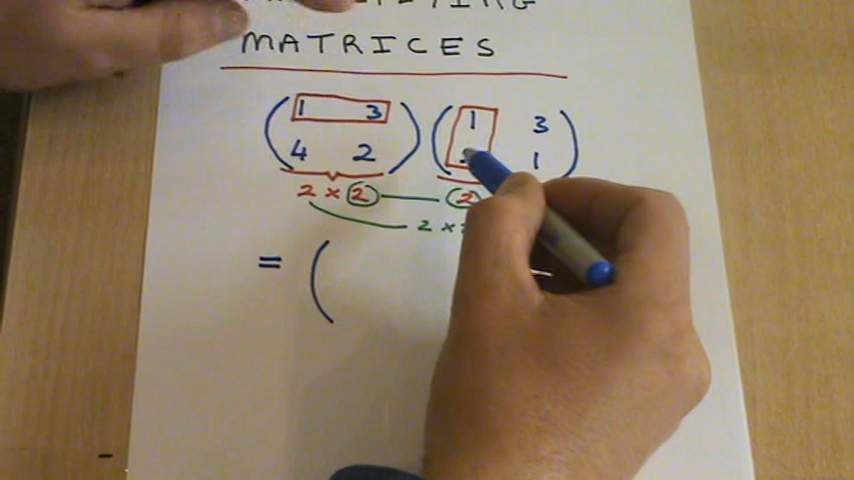 MATRICES
( 1 3 ) ( 1 3 )
( 4 2 ) ( 1 )
2 × 2 2
2 ×
= (